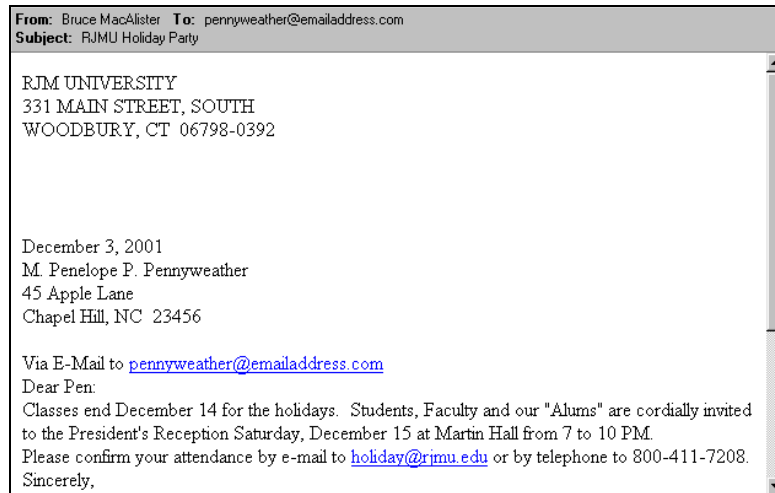 From: Bruce MacAlister To: pennyweather@emailaddress.com
Subject: RJMU Holiday Party
RJM UNIVERSITY
331 MAIN STREET, SOUTH
WOODBURY, CT 06798-0392
December 3, 2001
M. Penelope P. Pennyweather
45 Apple Lane
Chapel Hill, NC 23456
Via E-Mail to pennyweather@emailaddress.com
Dear Pen:
Classes end December 14 for the holidays. Students, Faculty and our "Alums" are cordially invited
to the President's Reception Saturday, December 15 at Martin Hall from 7 to 10 PM.
Please confirm your attendance by e-mail to holiday@rjmu.edu or by telephone to 800-411-7208.
Sincerely,